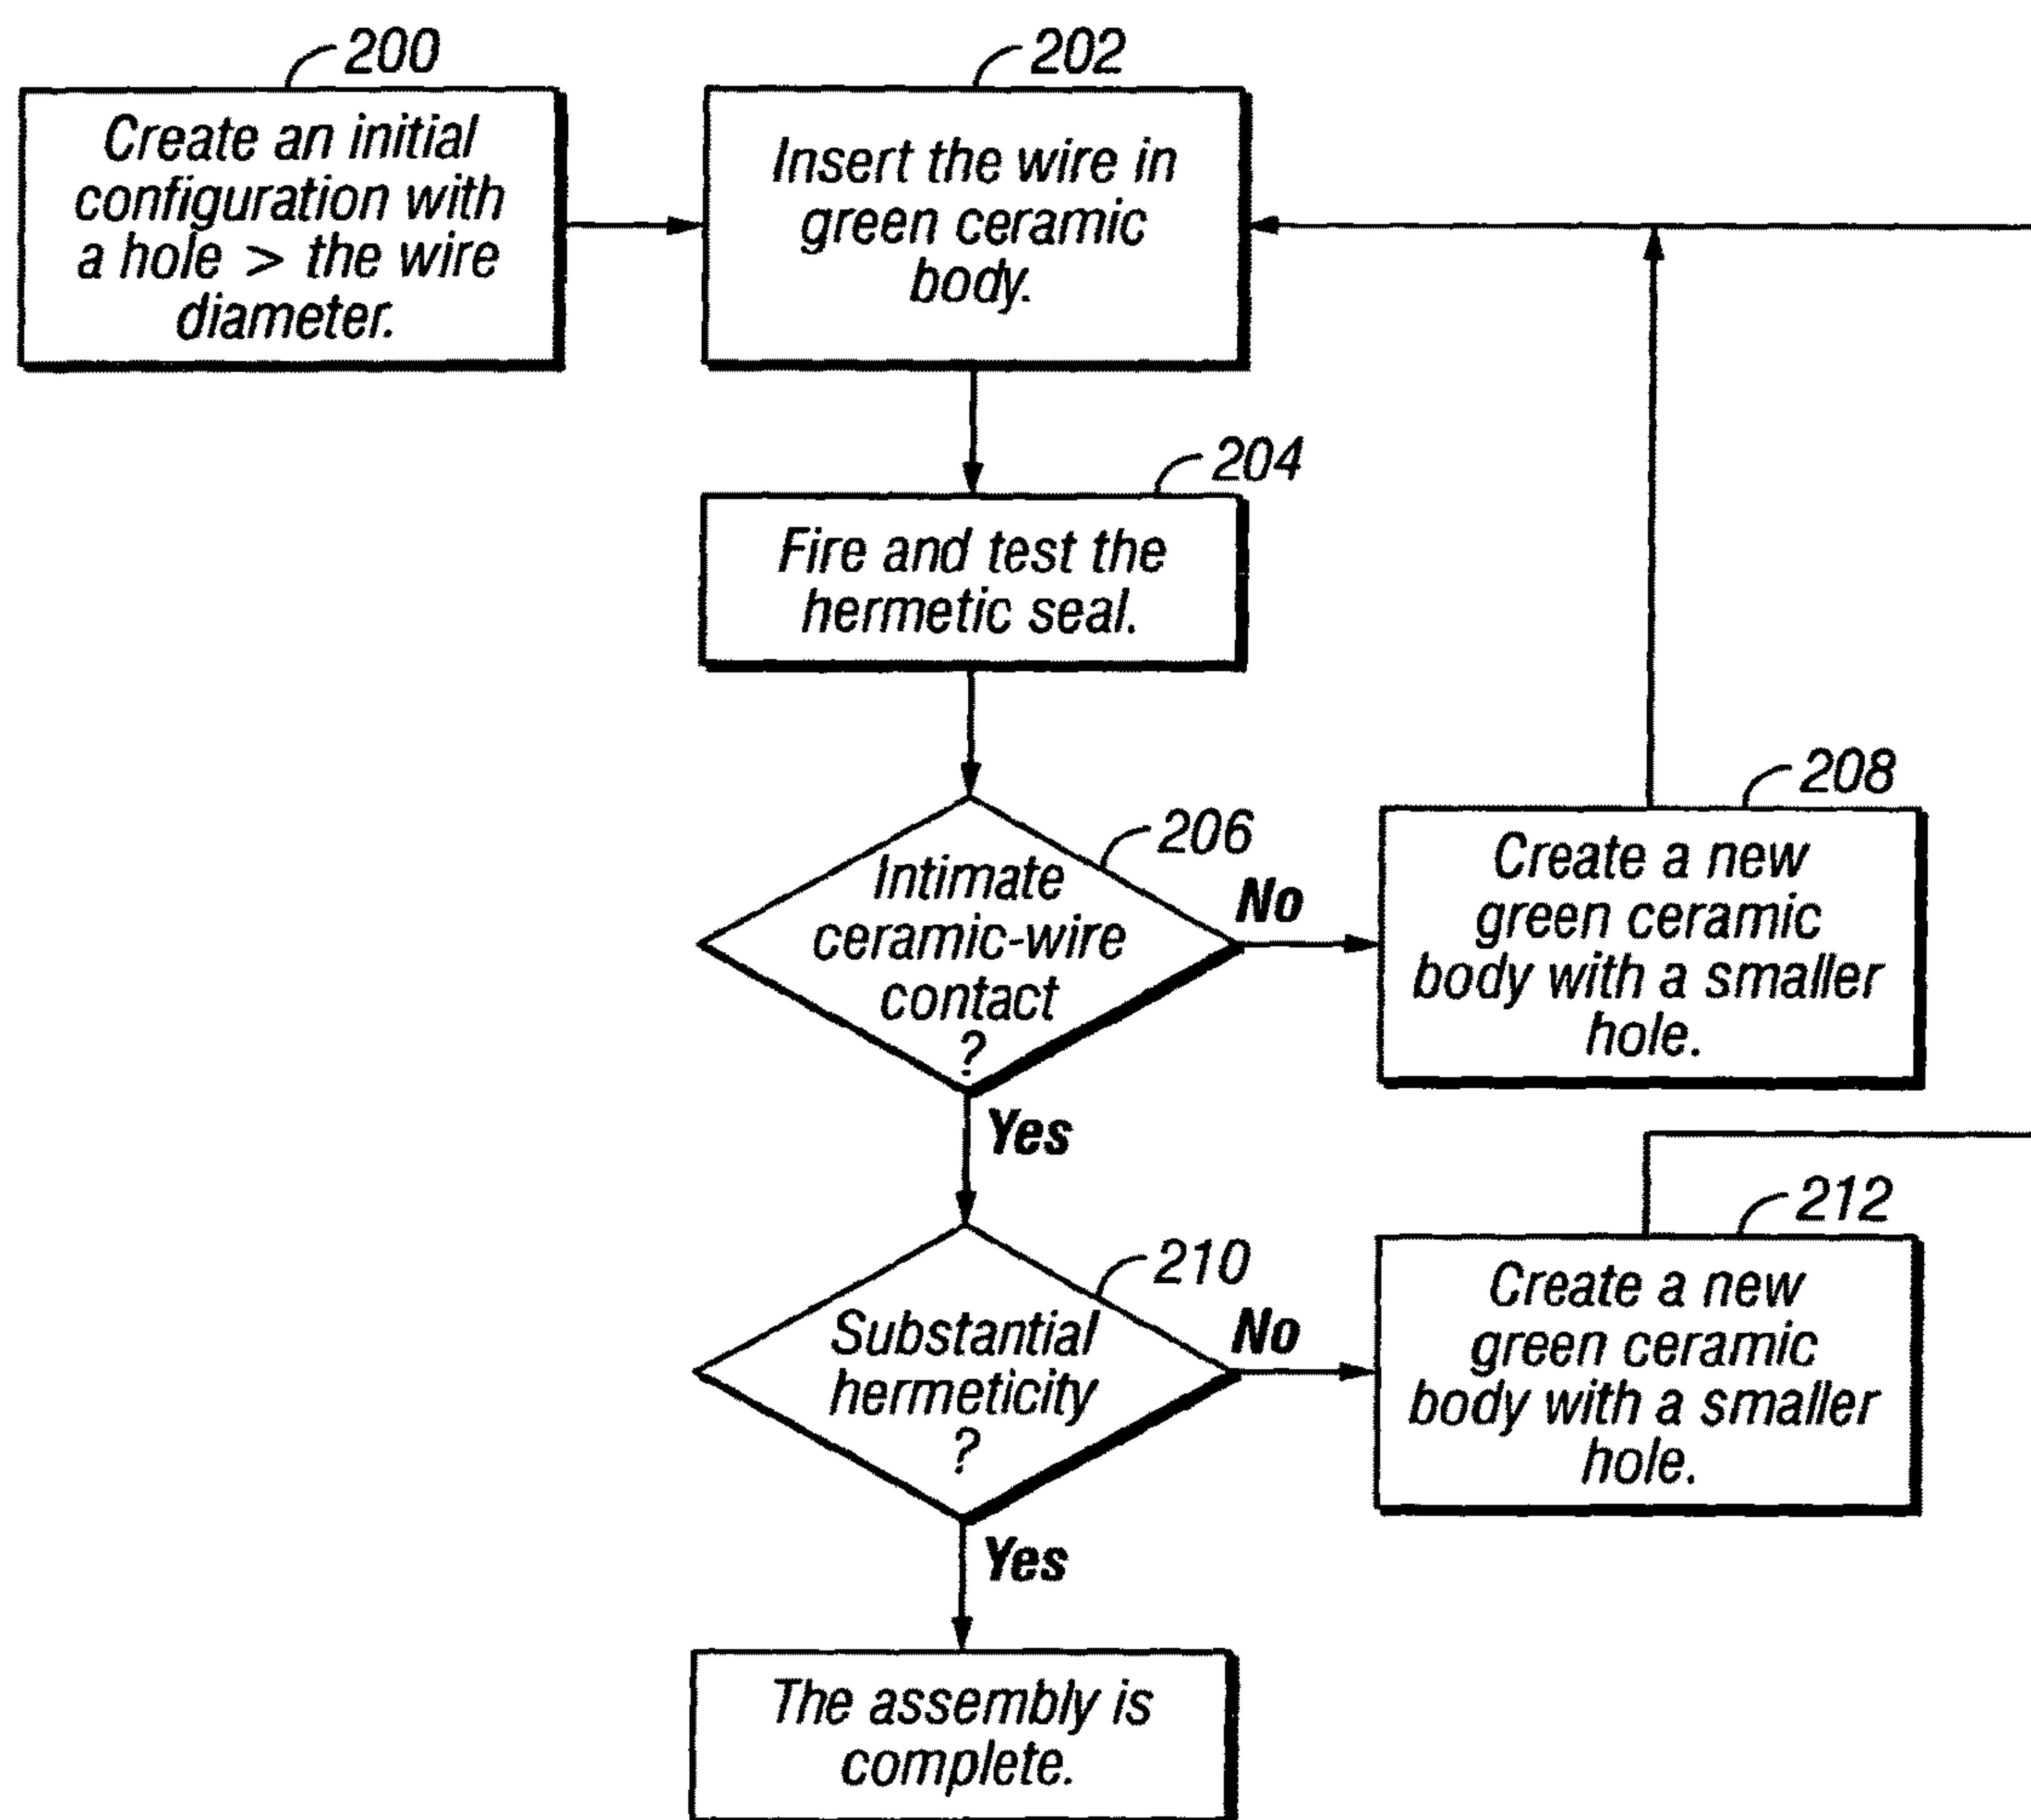 200
Create an initial
configuration with
a hole > the wire
diameter.
202
Insert the wire in
green ceramic
body.
204
Fire and test the
hermetic seal.
206
Intimate
ceramic-wire
contact
?
No
Yes
208
Create a new
green ceramic
body with a smaller
hole.
210
Substantial
hermeticity
?
No
Yes
212
Create a new
green ceramic
body with a smaller
hole.
The assembly is
complete.